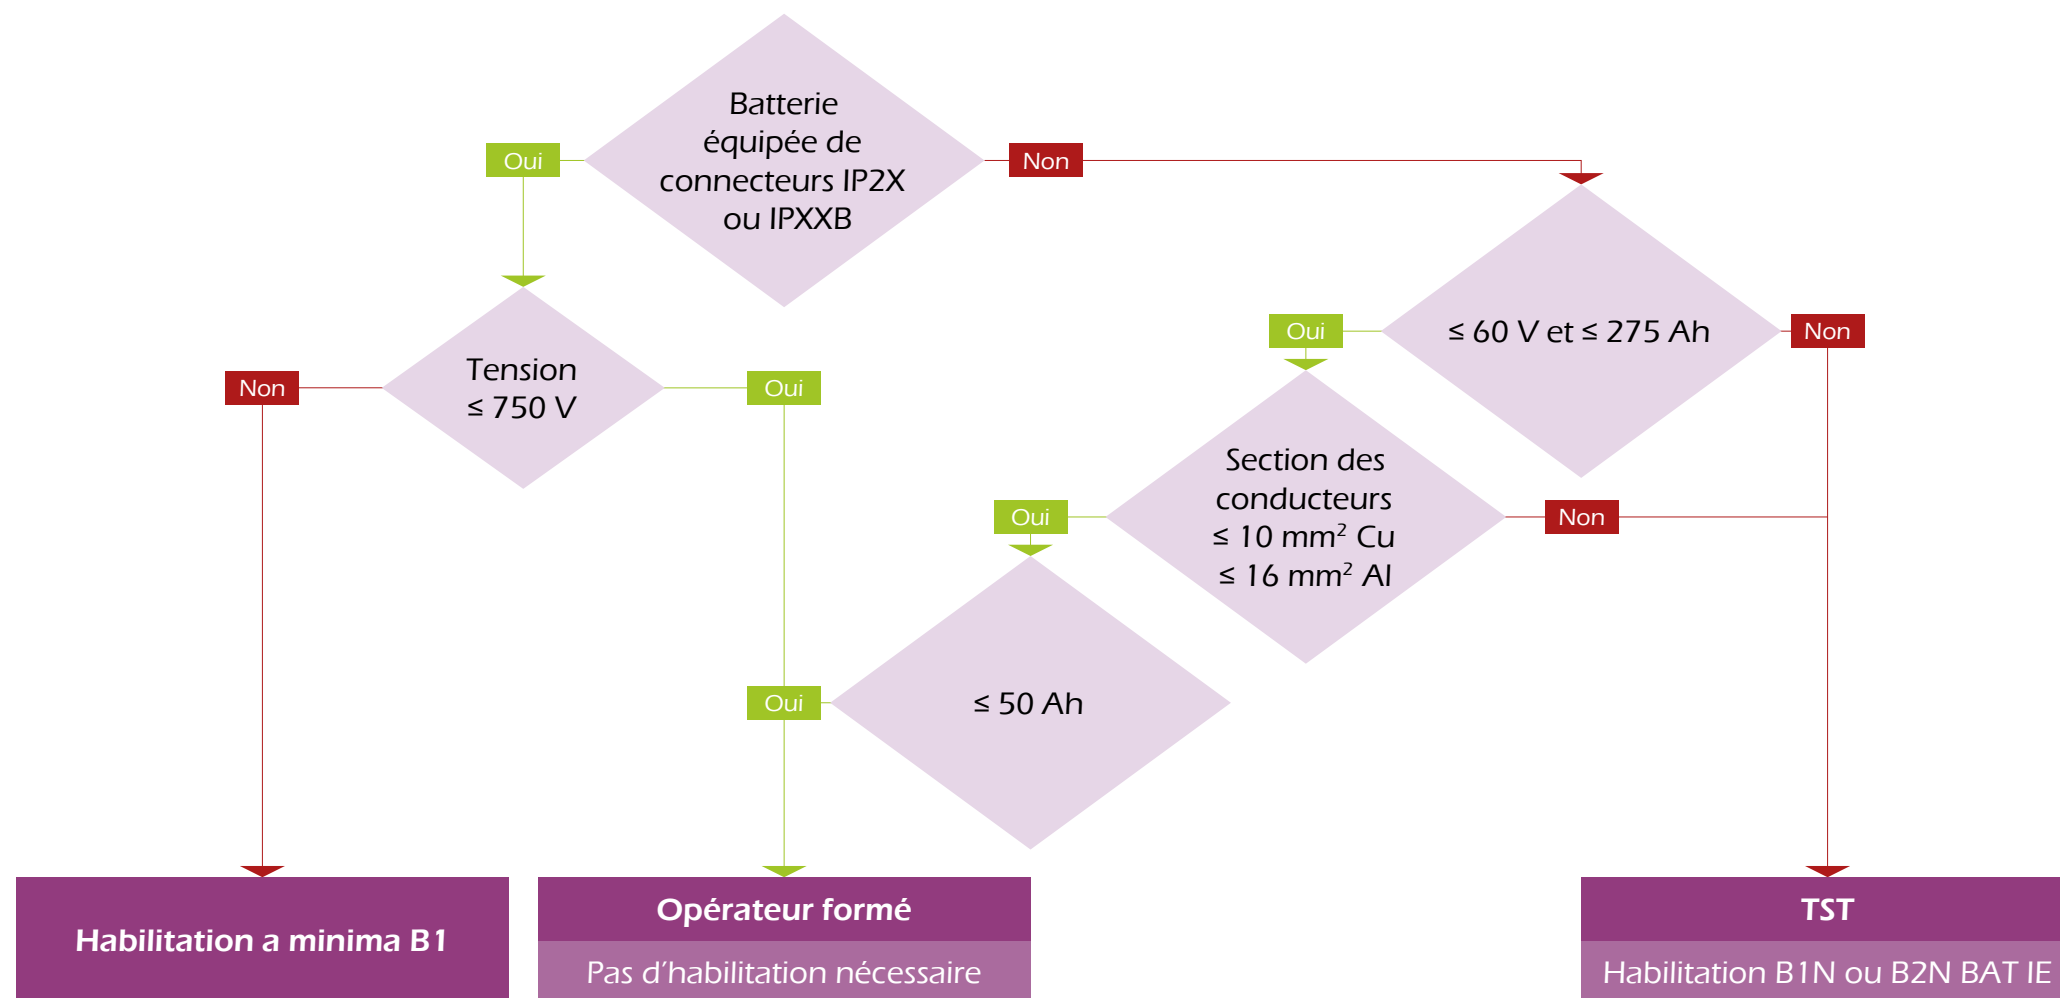 Batterie
équipée de
connecteurs IP2X
ou IPXXB
Oui
Non
Tension
≤ 750 V
Non
Oui
≤ 60 V et ≤ 275 Ah
Oui
Non
Section des
conducteurs
≤ 10 mm² Cu
≤ 16 mm² Al
Oui
Non
≤ 50 Ah
Oui
Habilitation a minima B1
Opérateur formé
Pas d’habilitation nécessaire
TST
Habilitation B1N ou B2N BAT IE